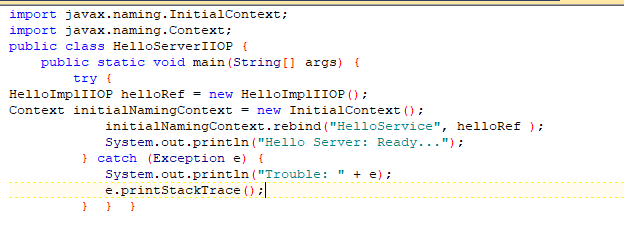 import javax.naming.InitialContext;
import javax.naming.Context;
public class HelloServerIIOP {
    public static void main(String[] args) {
        try {
HelloImplIIOP helloRef = new HelloImplIIOP();
Context initialNamingContext = new InitialContext();
            initialNamingContext.rebind("HelloService", helloRef );
            System.out.println("Hello Server: Ready...");
         } catch (Exception e) {
            System.out.println("Trouble: " + e);
            e.printStackTrace();
         }  }  }